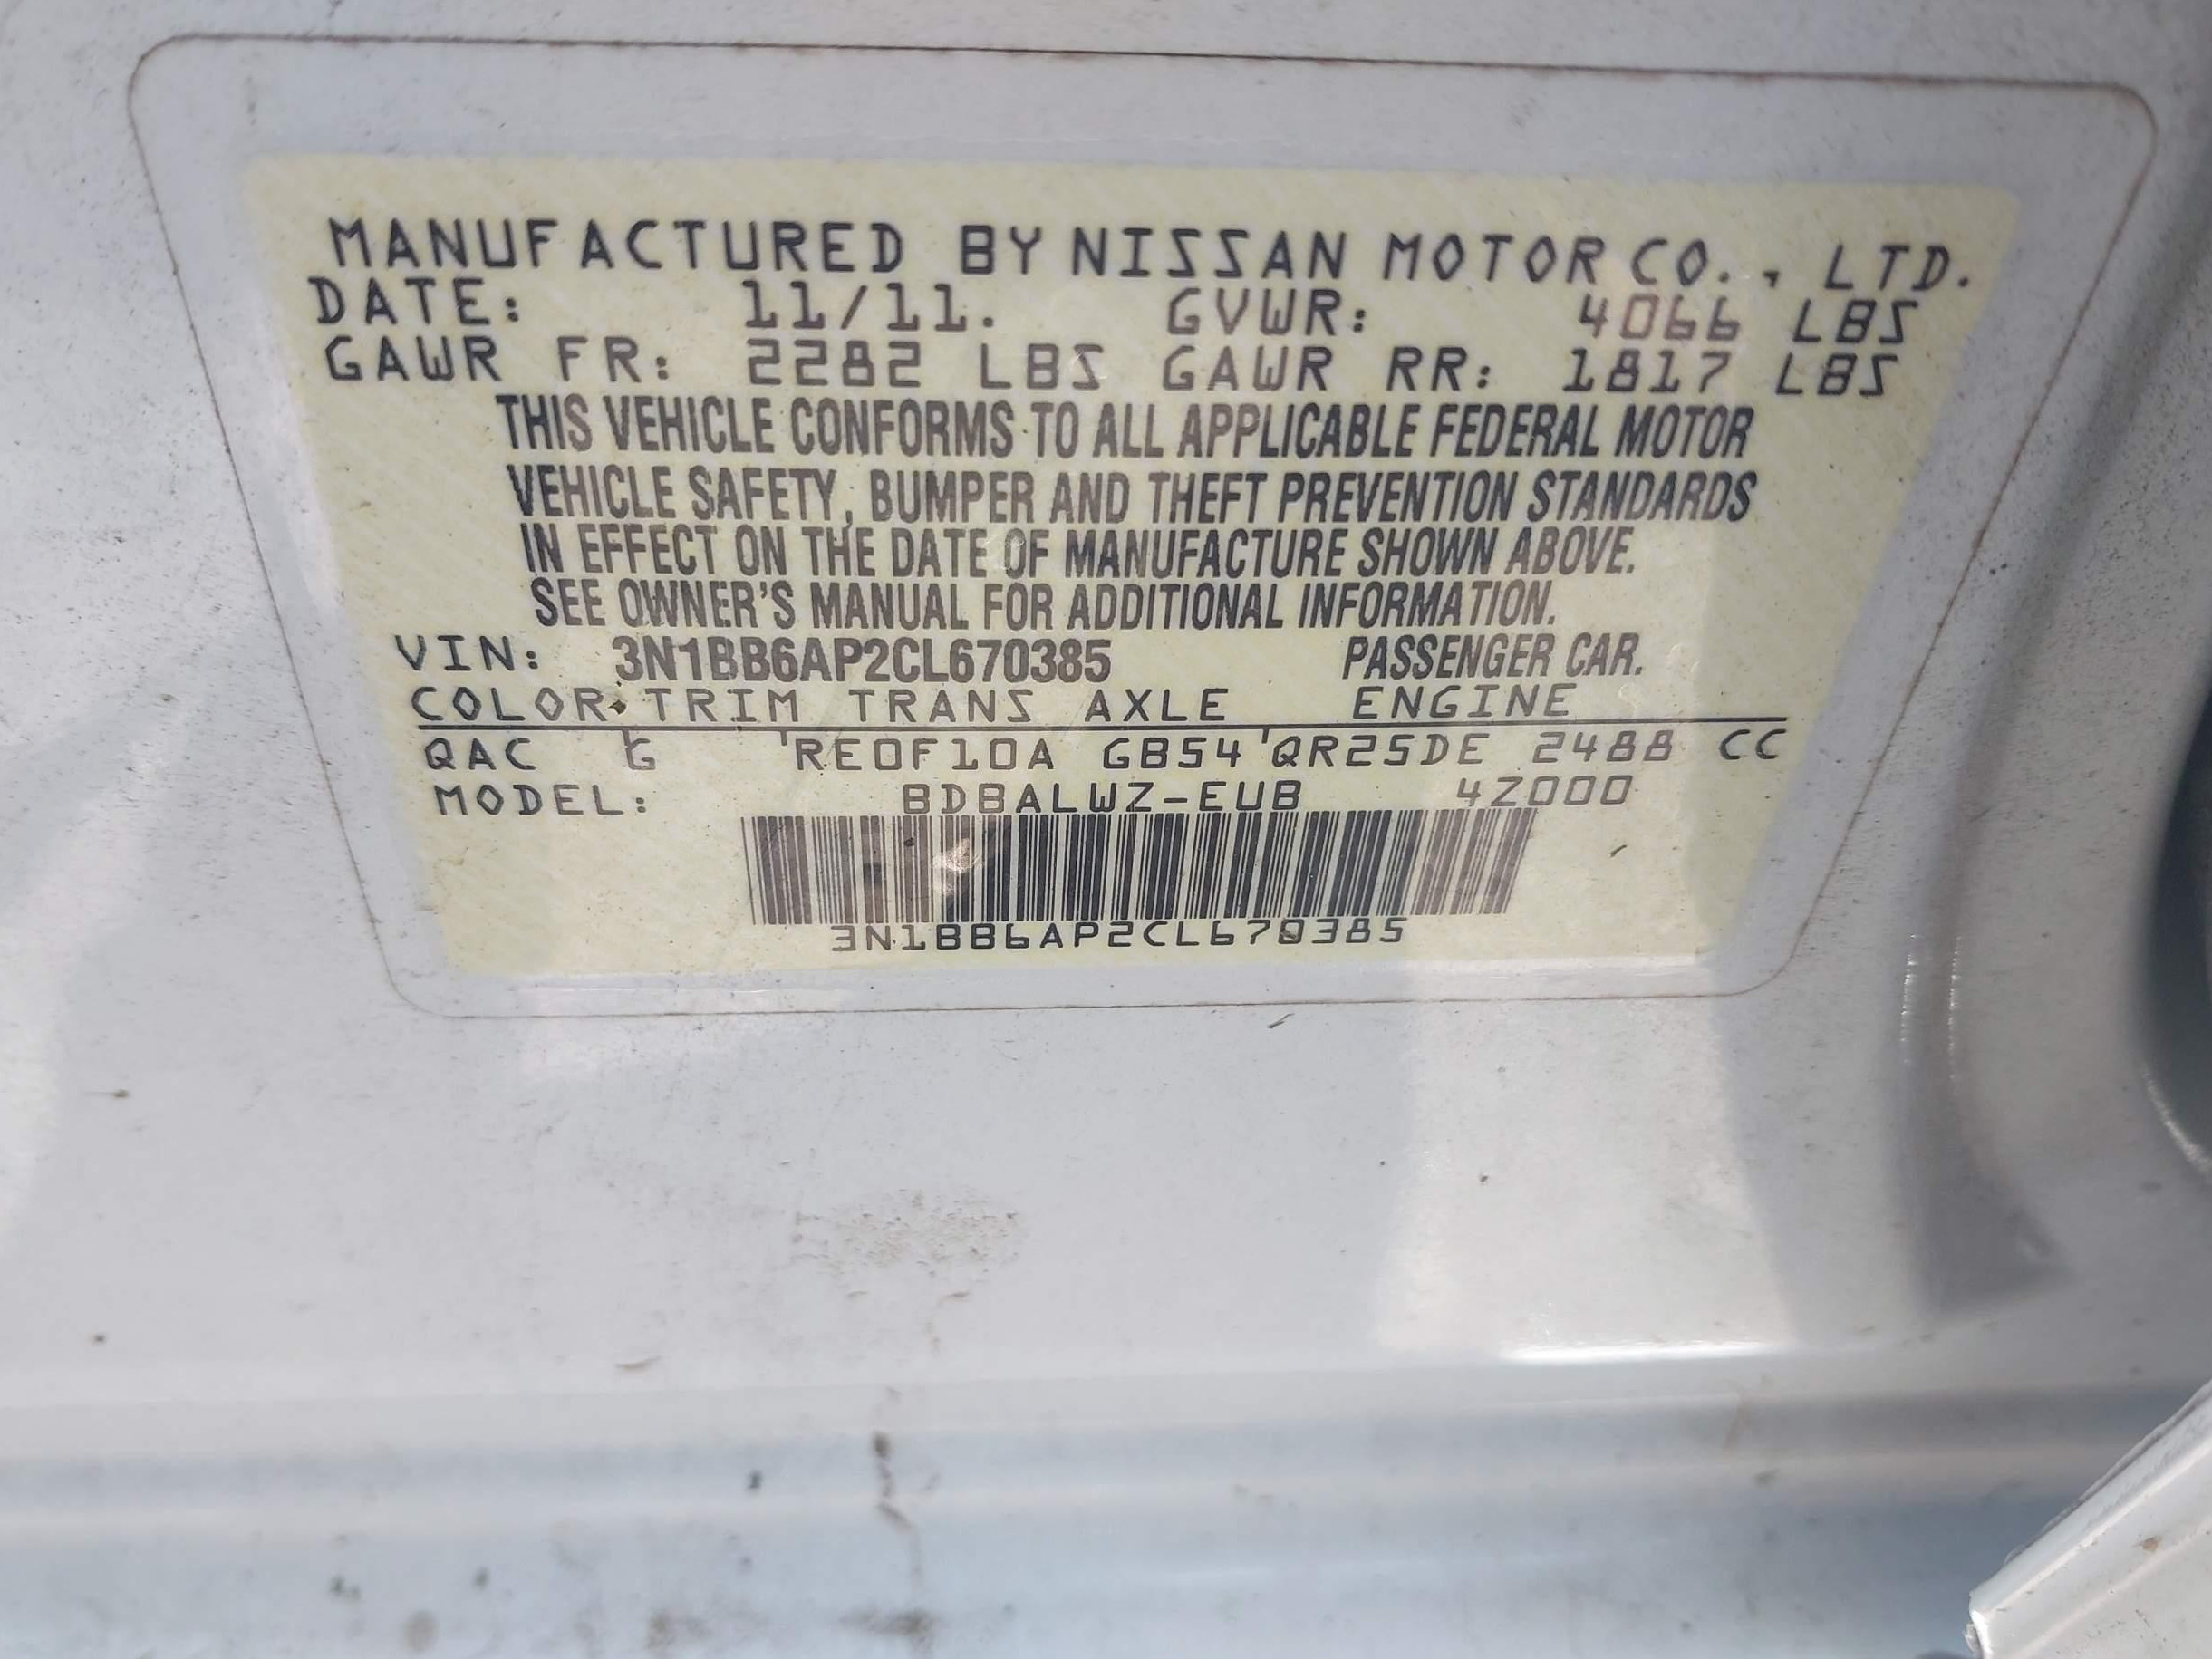 MANUFACTURED BY NISSAN MOTOR CO., LTD.
DATE: 11/11. GVWR: 4066 LBS
GAWR FR: 2282 LBS GAWR RR: 1817 LBS
THIS VEHICLE CONFORMS TO ALL APPLICABLE FEDERAL MOTOR
VEHICLE SAFETY, BUMPER AND THEFT PREVENTION STANDARDS
IN EFFECT ON THE DATE OF MANUFACTURE SHOWN ABOVE.
SEE OWNER'S MANUAL FOR ADDITIONAL INFORMATION.
VIN: 3N1BB6AP2CL670385 PASSENGER CAR.
COLOR TRIM TRANS AXLE ENGINE
QAC G RE0F10A GB54 QR25DE 2488 CC
MODEL: BDBALWZ-EUB 4Z000
3N1BB6AP2CL670385